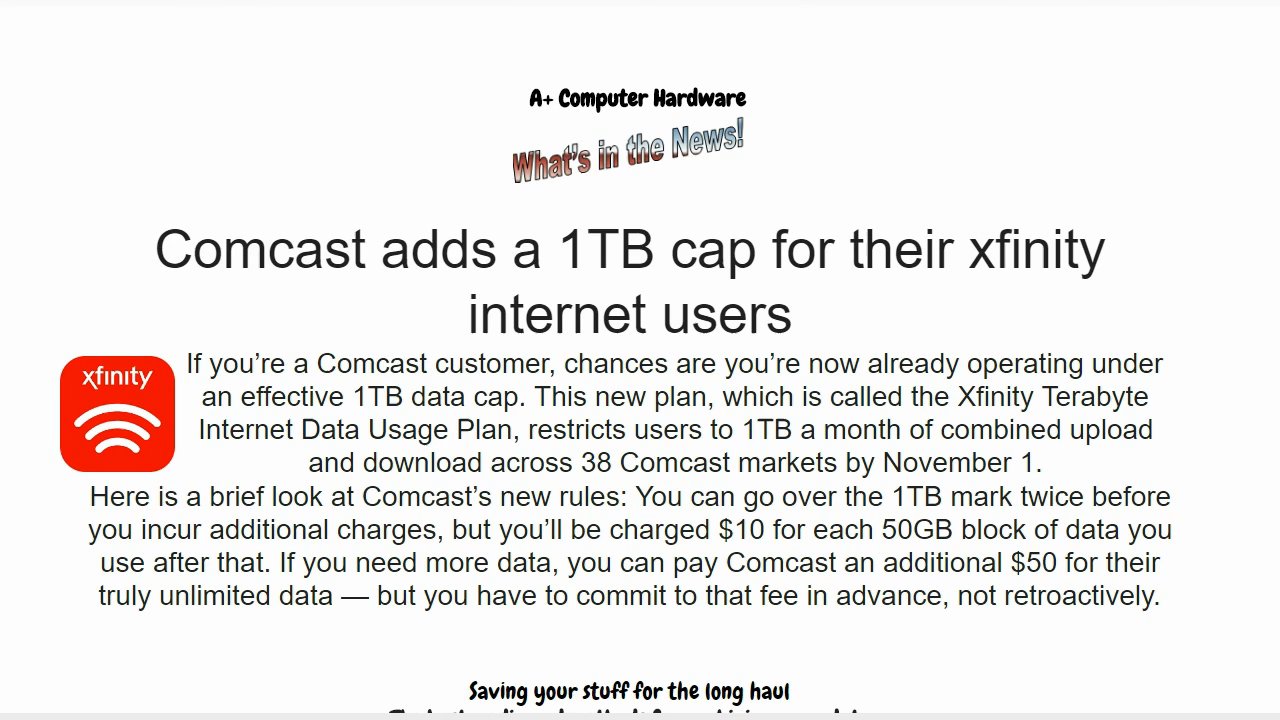 A+ Computer Hardware
What's in the News!
Comcast adds a 1TB cap for their xfinity
internet users
xfinity
If you’re a Comcast customer, chances are you’re now already operating under
an effective 1TB data cap. This new plan, which is called the Xfinity Terabyte
Internet Data Usage Plan, restricts users to 1TB a month of combined upload
and download across 38 Comcast markets by November 1.
Here is a brief look at Comcast’s new rules: You can go over the 1TB mark twice before
you incur additional charges, but you’ll be charged $10 for each 50GB block of data you
use after that. If you need more data, you can pay Comcast an additional $50 for their
truly unlimited data — but you have to commit to that fee in advance, not retroactively.
Saving your stuff for the long haul